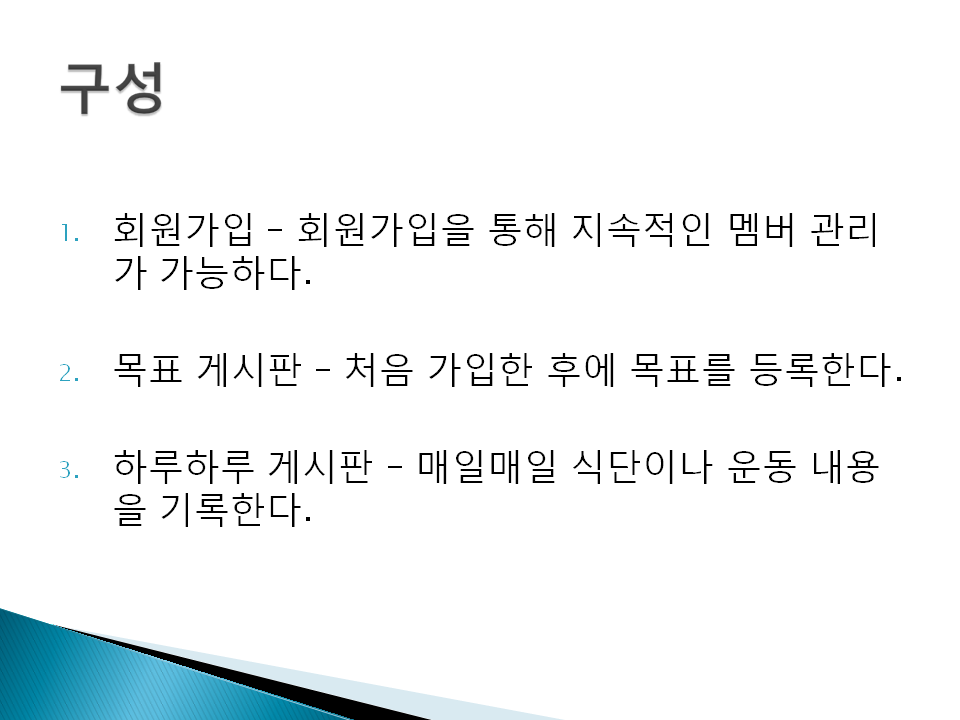 구성
1. 회원가입 – 회원가입을 통해 지속적인 멤버 관리
가 가능하다.
2. 목표 게시판 – 처음 가입한 후에 목표를 등록한다.
3. 하루하루 게시판 – 매일매일 식단이나 운동 내용
을 기록한다.